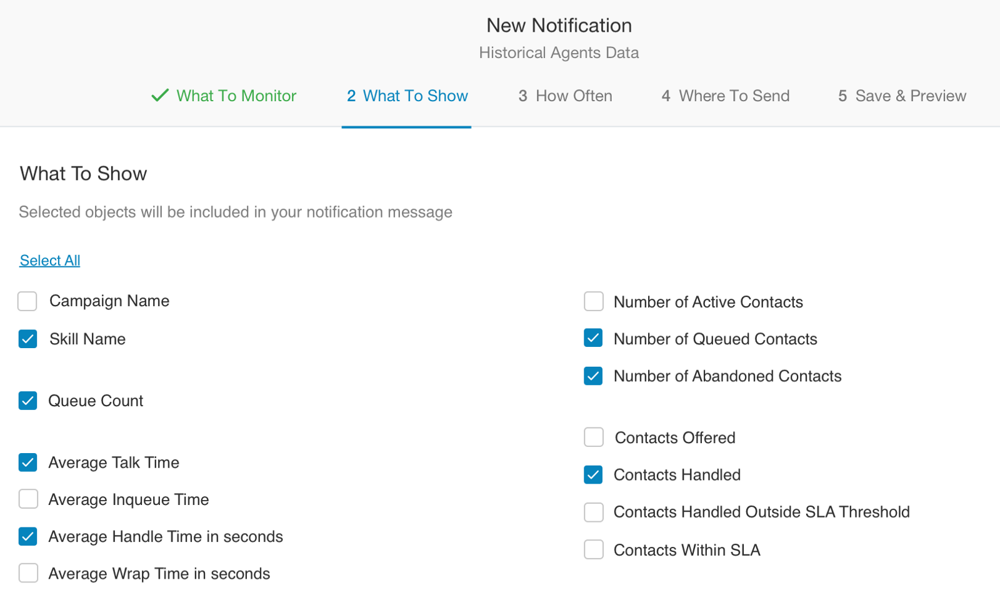 New Notification
Historical Agents Data
What To Monitor
2 What To Show
3 How Often
4 Where To Send
5 Save & Preview
What To Show
Selected objects will be included in your notification message
Select All
Campaign Name
Skill Name
Queue Count
Average Talk Time
Average Inqueue Time
Average Handle Time in seconds
Average Wrap Time in seconds
Number of Active Contacts
Number of Queued Contacts
Number of Abandoned Contacts
Contacts Offered
Contacts Handled
Contacts Handled Outside SLA Threshold
Contacts Within SLA